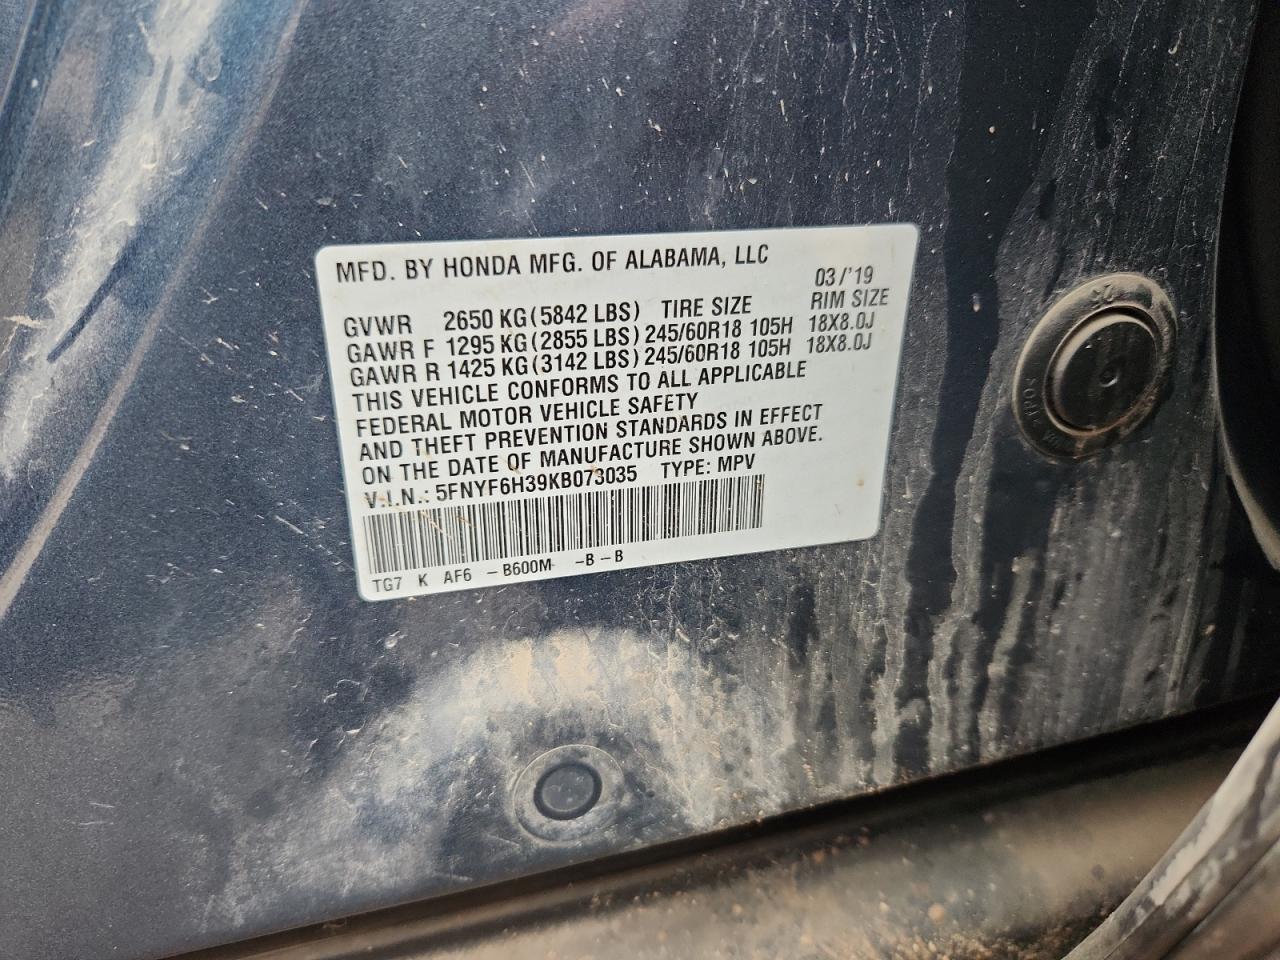 MFD. BY HONDA MFG. OF ALABAMA, LLC
03/'19
GVWR 2650 KG(5842 LBS) TIRE SIZE RIM SIZE
GAWR F 1295 KG(2855 LBS) 245/60R18 105H 18X8.0J
GAWR R 1425 KG(3142 LBS) 245/60R18 105H 18X8.0J
THIS VEHICLE CONFORMS TO ALL APPLICABLE
FEDERAL MOTOR VEHICLE SAFETY
AND THEFT PREVENTION STANDARDS IN EFFECT
ON THE DATE OF MANUFACTURE SHOWN ABOVE.
V.I.N.: 5FNYF6H39KB073035 TYPE: MPV
TG7 K AF6 -B600M -B-B